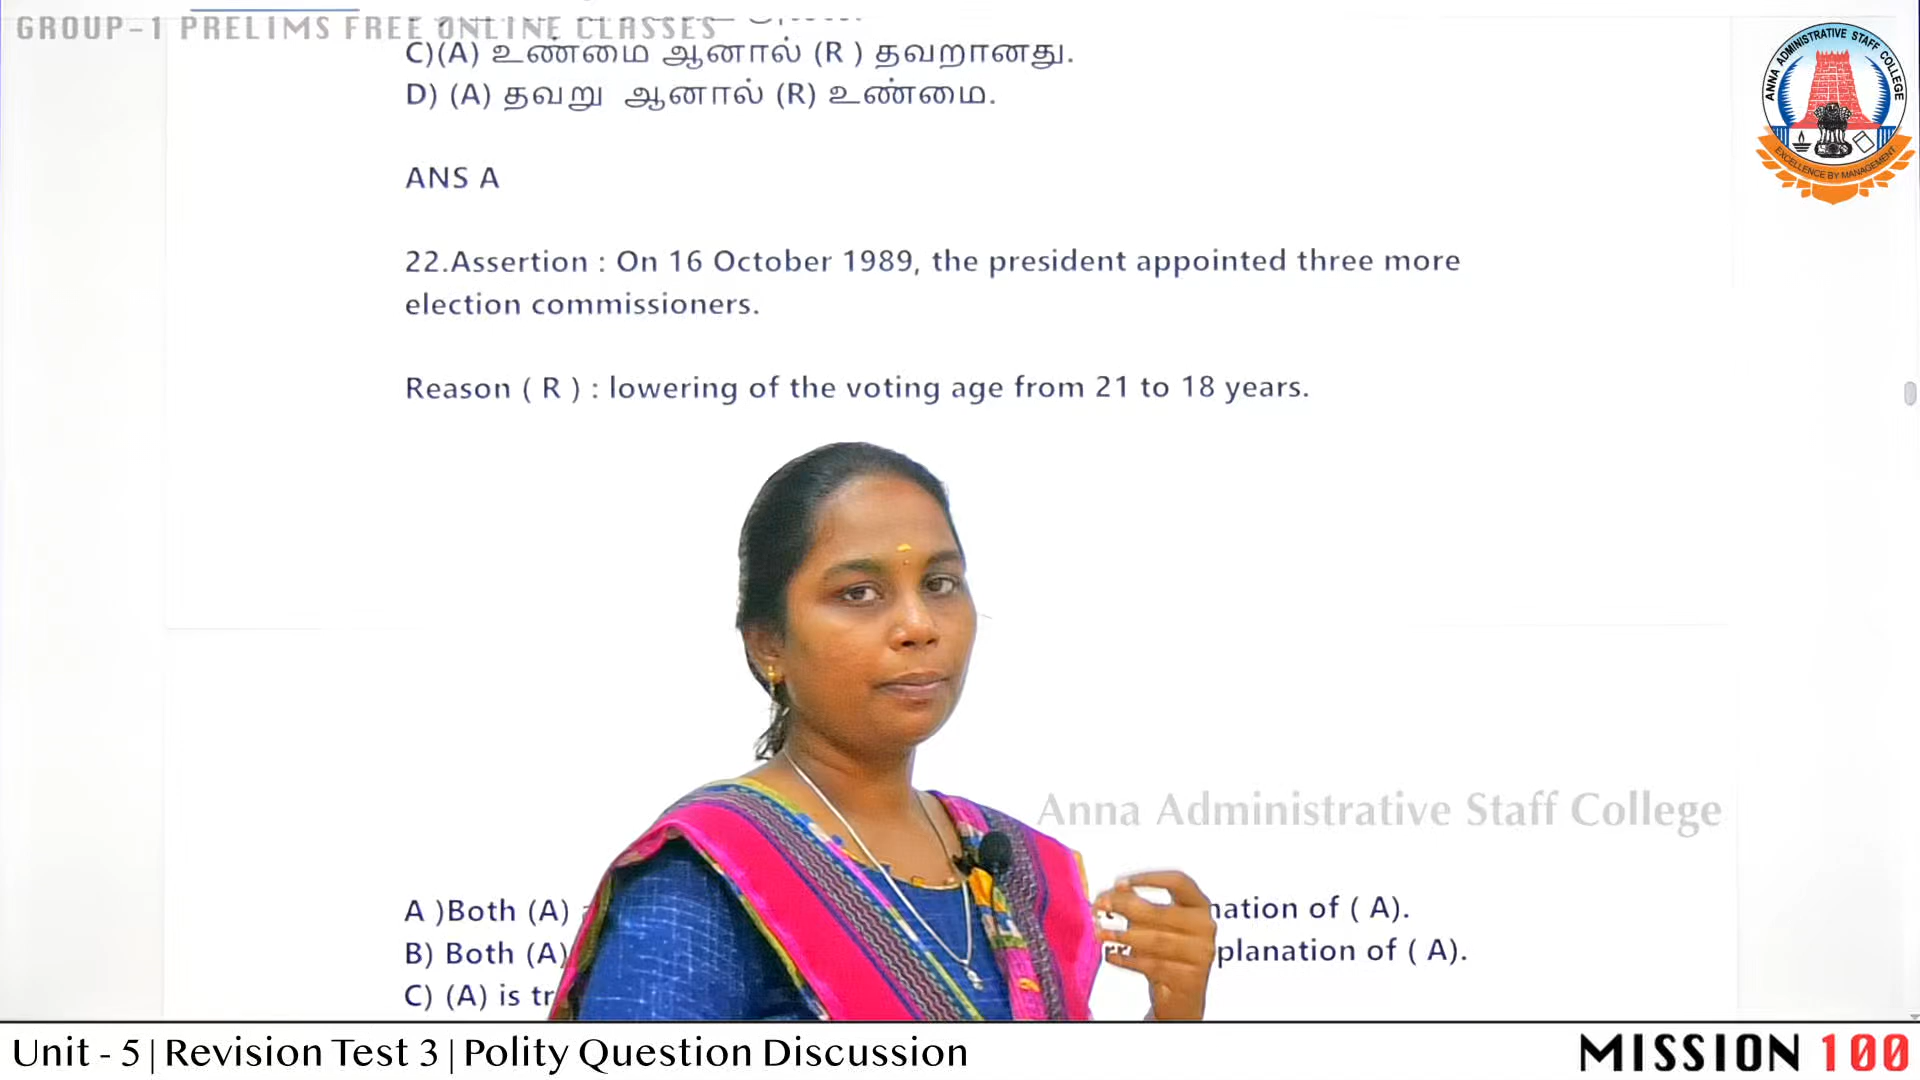 GROUP-1 PRELIMS FREE ONLINE CLASSES
C)(A) உண்மை ஆனால் (R ) தவறானது.
D) (A) தவறு ஆனால் (R) உண்மை.
ANNA ADMINISTRATIVE STAFF COLLEGE
EXCELLENCE BY MANAGEMENT
ANS A
22.Assertion : On 16 October 1989, the president appointed three more
election commissioners.
Reason ( R ) : lowering of the voting age from 21 to 18 years.
Anna Administrative Staff College
A )Both (A) nation of ( A).
B) Both (A) planation of ( A).
C) (A) is tr
Unit - 5 | Revision Test 3 | Polity Question Discussion
MISSION 100